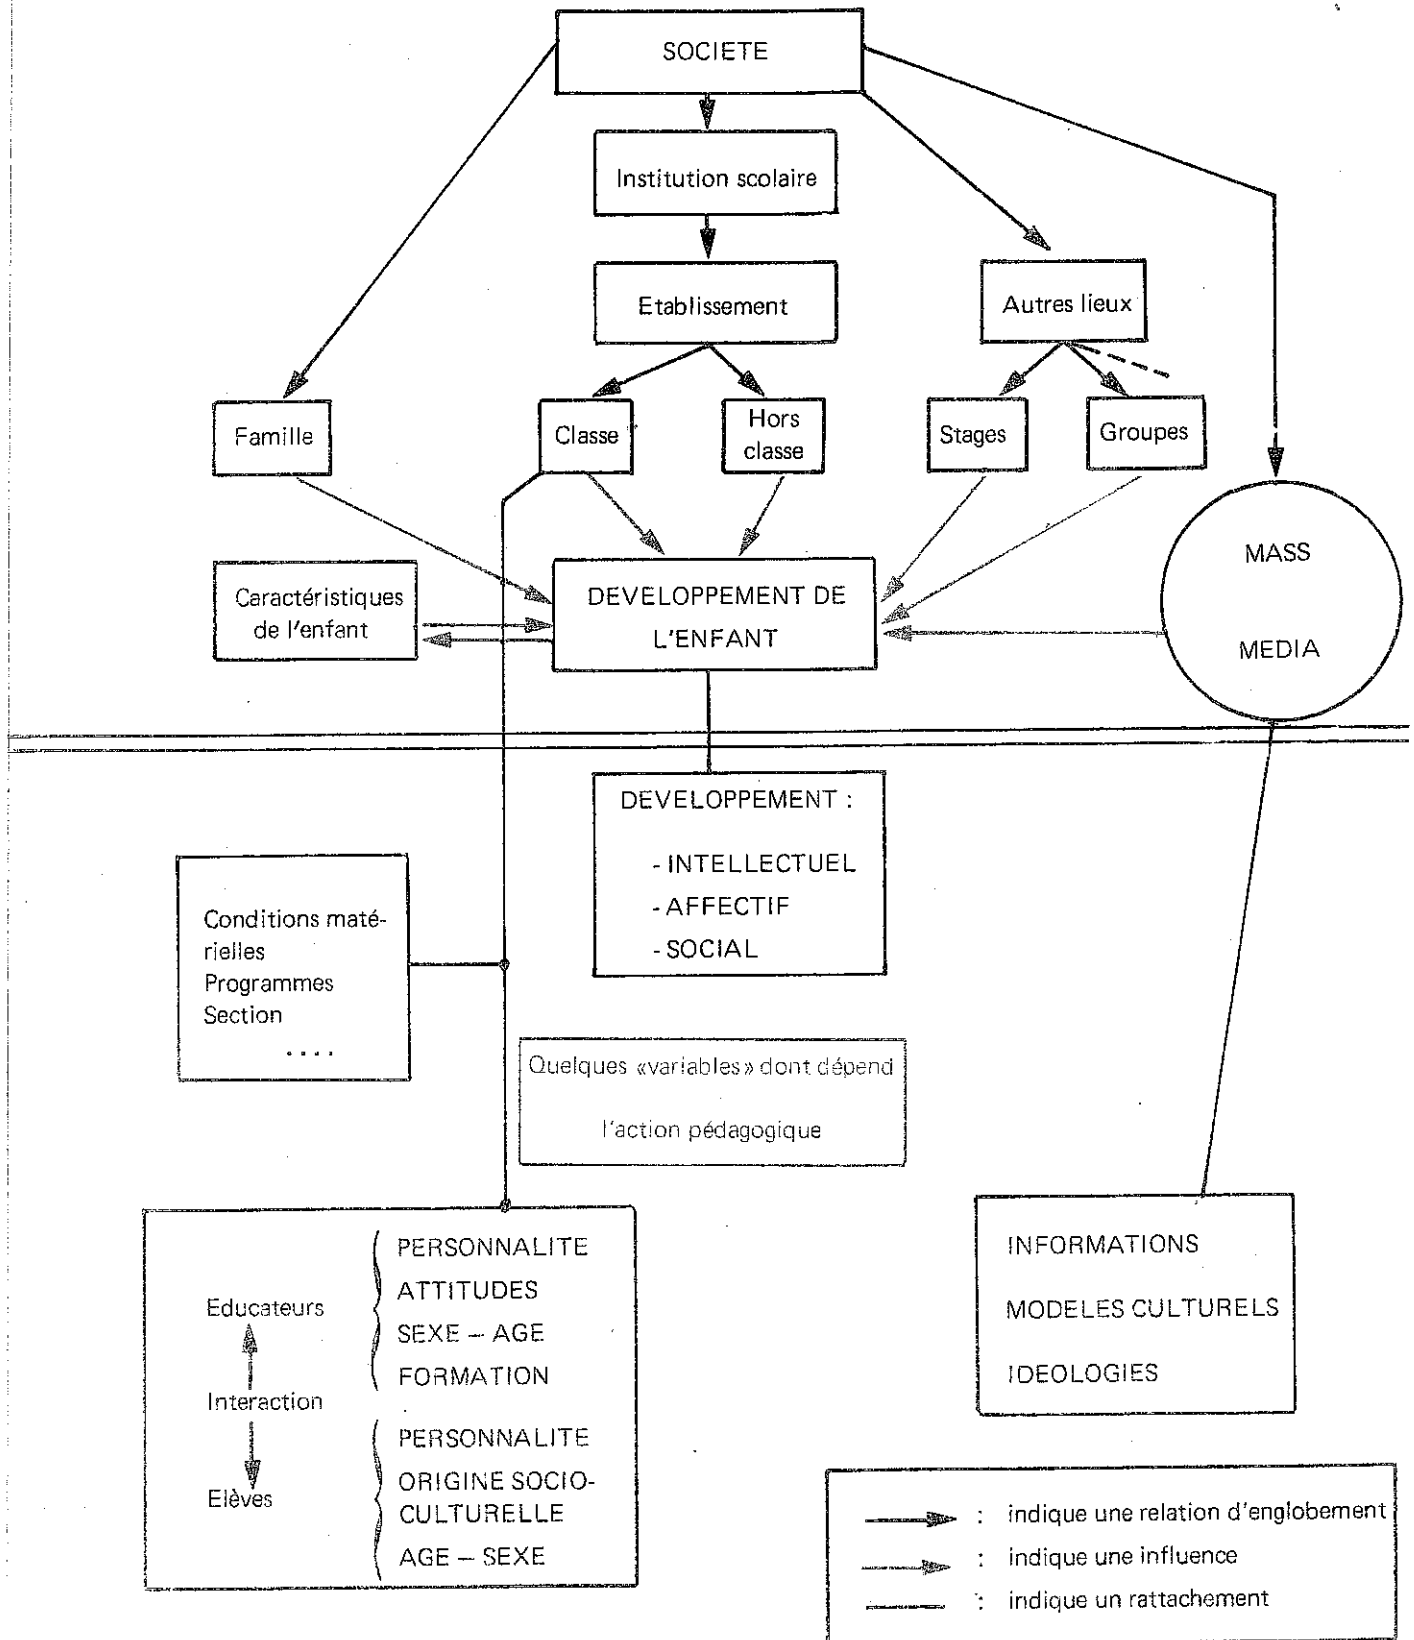 SOCIETE
Institution scolaire
Etablissement
Autres lieux
Famille
Classe
Hors
classe
Stages
Groupes
MASS
MEDIA
Caractéristiques
de l'enfant
DEVELOPPEMENT DE
L'ENFANT
DEVELOPPEMENT :
- INTELLECTUEL
- AFFECTIF
- SOCIAL
Conditions maté-
rielles
Programmes
Section
....
Quelques «variables» dont dépend
l'action pédagogique
Educateurs
Interaction
Elèves
PERSONNALITE
ATTITUDES
SEXE – AGE
FORMATION
PERSONNALITE
ORIGINE SOCIO-
CULTURELLE
AGE – SEXE
INFORMATIONS
MODELES CULTURELS
IDEOLOGIES
: indique une relation d'englobement
: indique une influence
: indique un rattachement